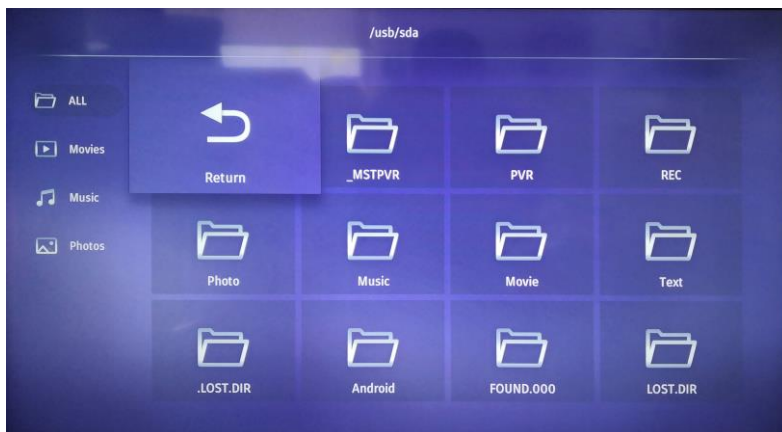 /usb/sda
ALL
Movies
Music
Photos
Return
_MSTPVR
PVR
REC
Photo
Music
Movie
Text
.LOST.DIR
Android
FOUND.000
LOST.DIR